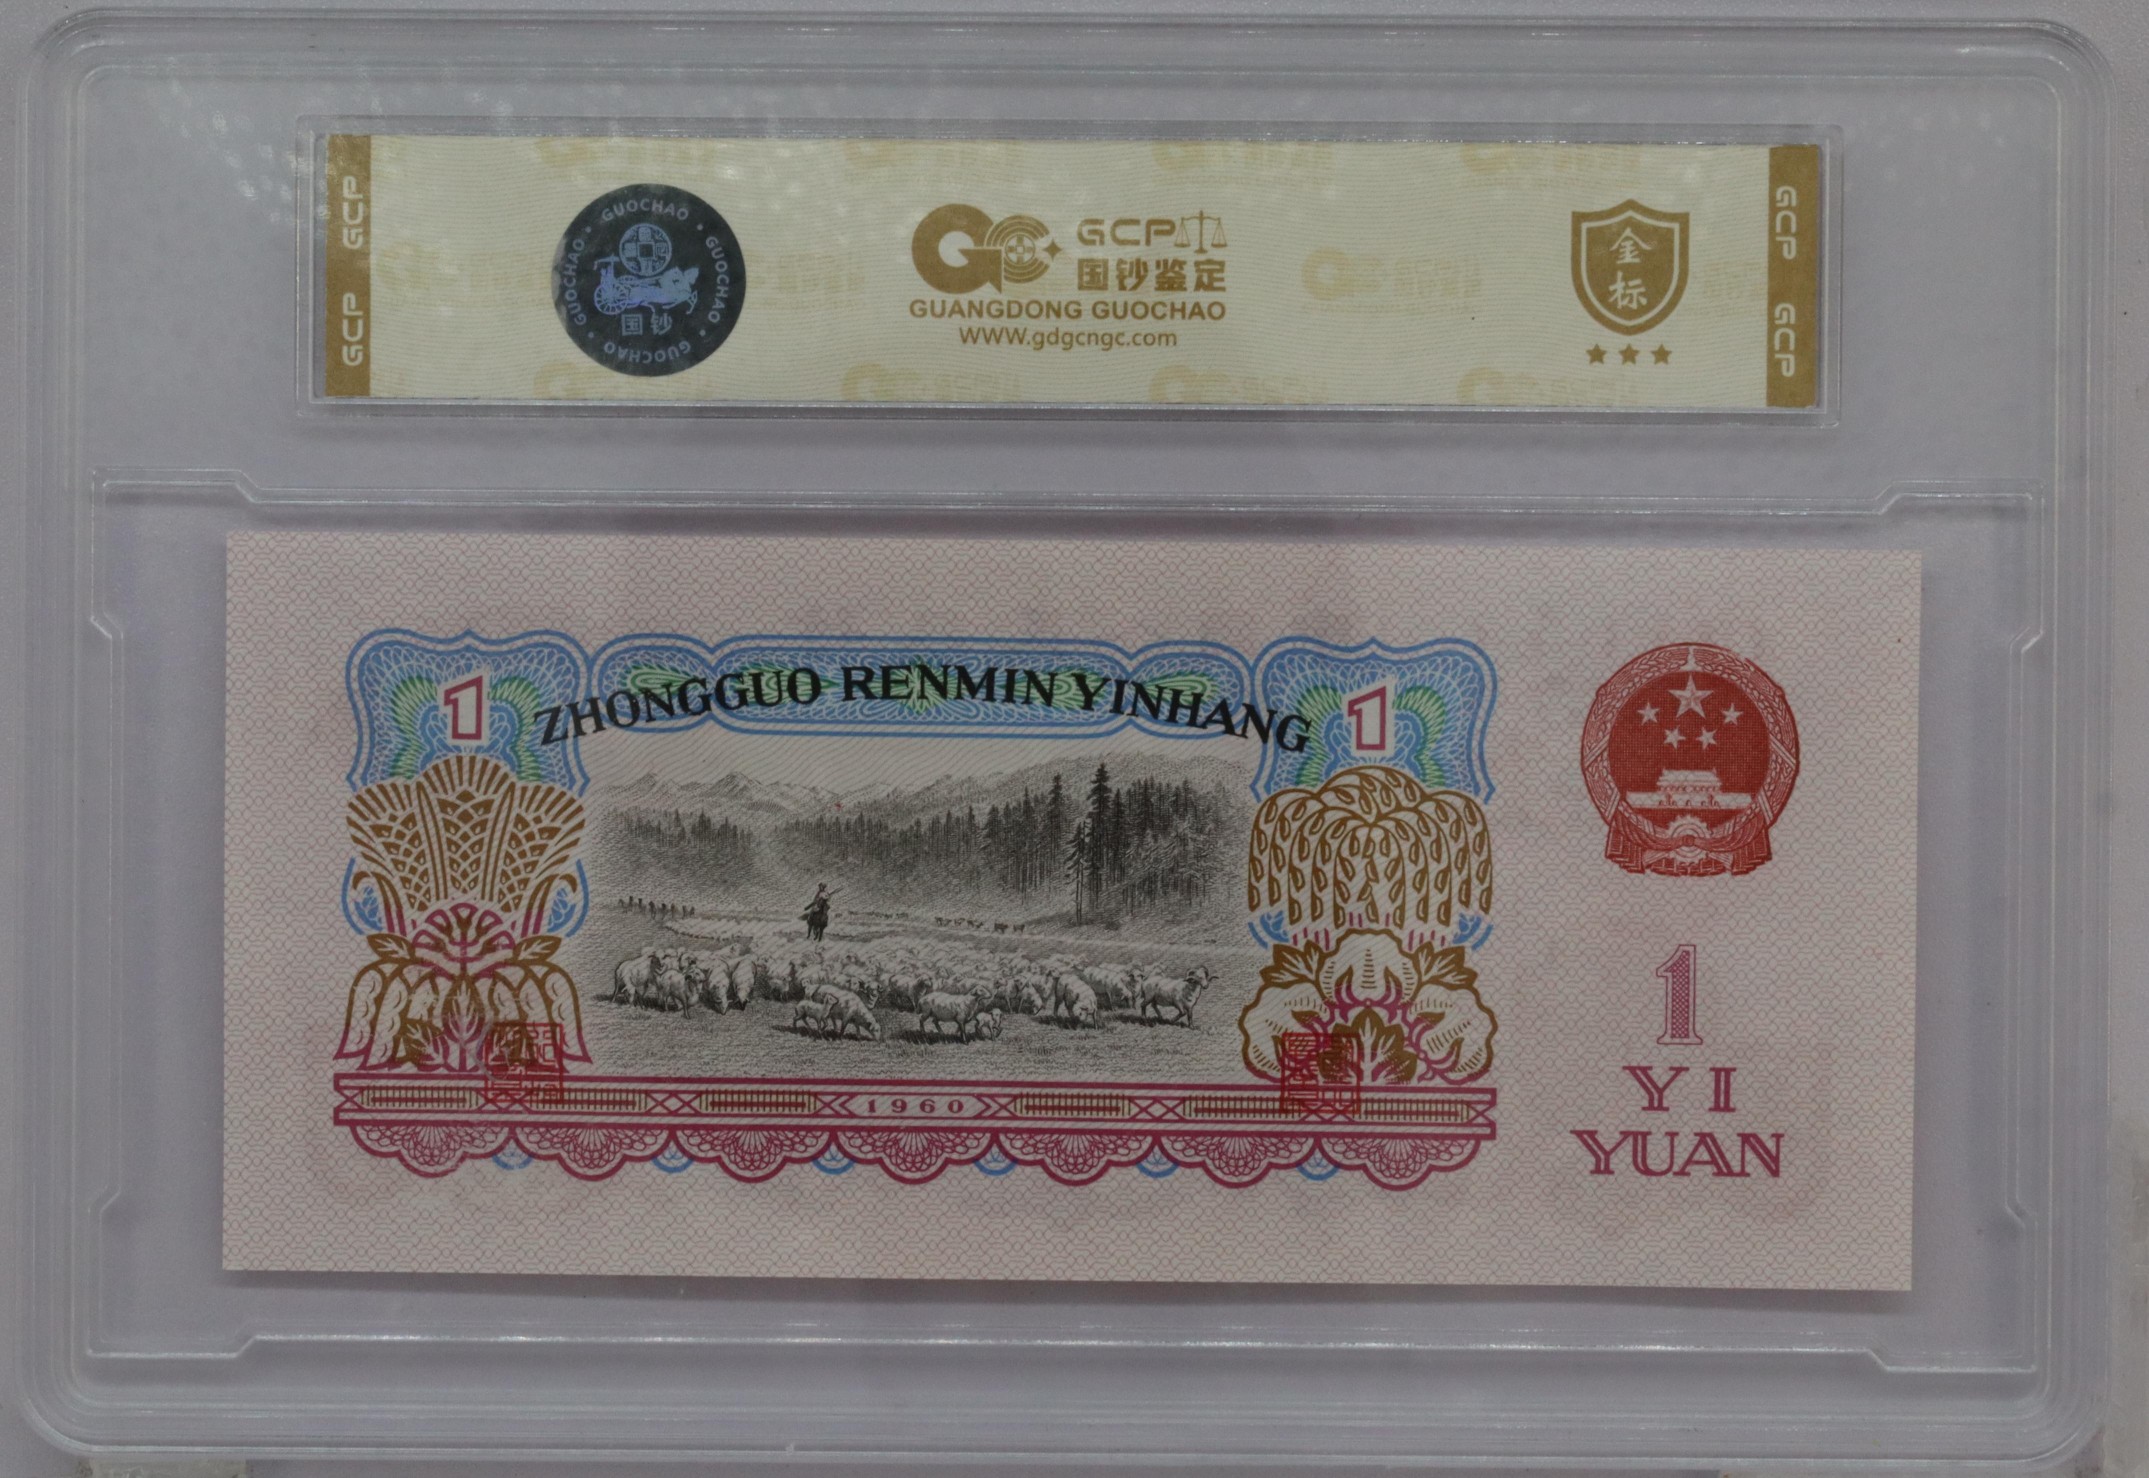 GCP GCP
GUOCHAO · GUOCHAO · GUOCHAO · GUOCHAO
国钞
GCP
国钞鉴定
GUANGDONG GUOCHAO
WWW.gdgcngc.com
金标
GCP GCP
1 ZHONGGUO RENMIN YINHANG 1
1960
1
YI
YUAN